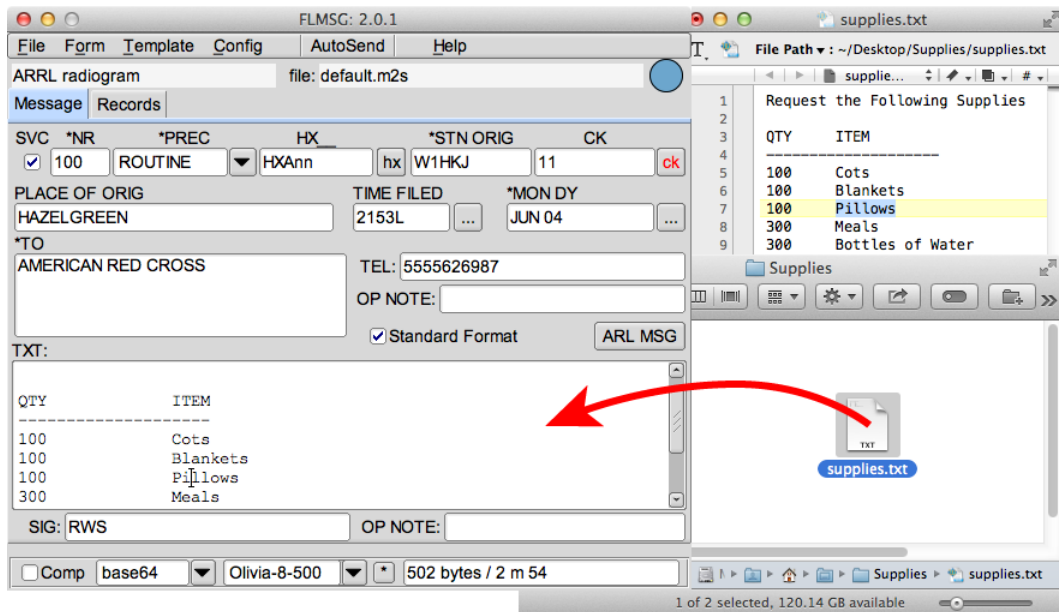 FLMSG: 2.0.1
File Form Template Config AutoSend Help
ARRL radiogram file: default.m2s
Message Records
SVC *NR *PREC HX__ *STN ORIG CK
100 ROUTINE HXAnn hx W1HKJ 11 ck
PLACE OF ORIG TIME FILED *MON DY
HAZELGREEN 2153L ... JUN 04 ...
*TO
AMERICAN RED CROSS
TEL: 5555626987
OP NOTE:
Standard Format ARL MSG
TXT:
QTY ITEM
--------------------
100 Cots
100 Blankets
100 Pillows
300 Meals
SIG: RWS OP NOTE:
Comp base64 Olivia-8-500 * 502 bytes / 2 m 54
supplies.txt
File Path ▾ : ~/Desktop/Supplies/supplies.txt
supplie... #
1 Request the Following Supplies
2
3 QTY ITEM
4 --------------------
5 100 Cots
6 100 Blankets
7 100 Pillows
8 300 Meals
9 300 Bottles of Water
Supplies
TXT
supplies.txt
Supplies supplies.txt
1 of 2 selected, 120.14 GB available